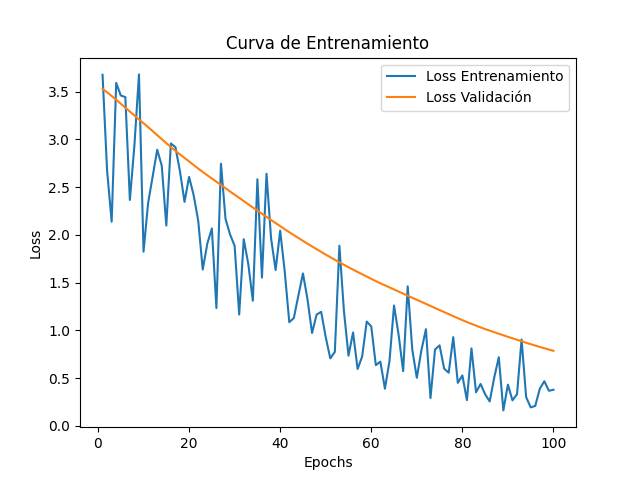 Curva de Entrenamiento
Loss Entrenamiento
Loss Validación
Loss
3.5
3.0
2.5
2.0
1.5
1.0
0.5
0.0
0 20 40 60 80 100
Epochs